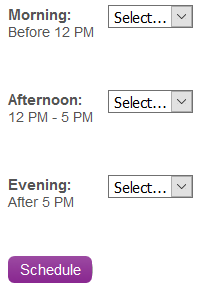 Morning: Select...
Before 12 PM
Afternoon: Select...
12 PM - 5 PM
Evening: Select...
After 5 PM
Schedule